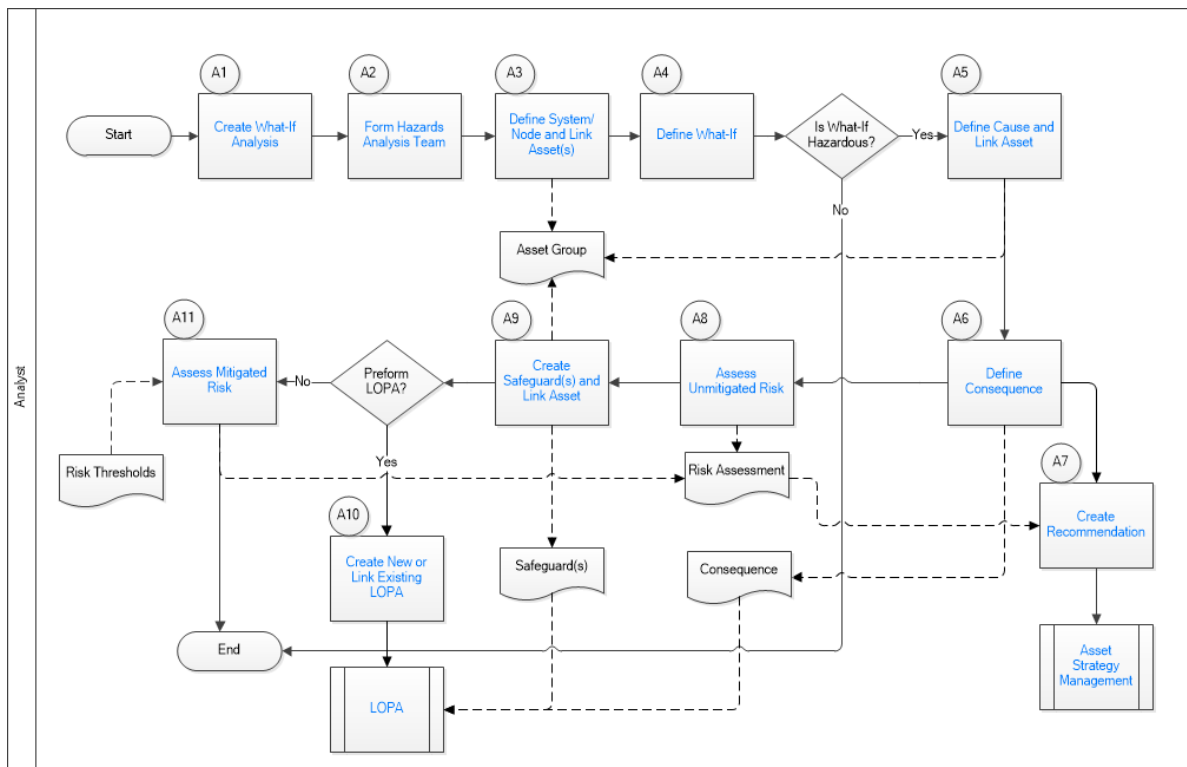 A1
A2
A3
A4
A5
Start
Create What-If
Analysis
Form Hazards
Analysis Team
Define System/
Node and Link
Asset(s)
Define What-If
Is What-If
Hazardous?
Yes
Define Cause and
Link Asset
No
Asset Group
A11
A9
A8
A6
Assess Mitigated
Risk
No
Preform
LOPA?
Create
Safeguard(s) and
Link Asset
Assess
Unmitigated Risk
Define
Consequence
Analyst
Yes
Risk Thresholds
Risk Assessment
A7
A10
Create
Recommendation
Create New or
Link Existing
LOPA
Safeguard(s)
Consequence
End
LOPA
Asset
Strategy
Management